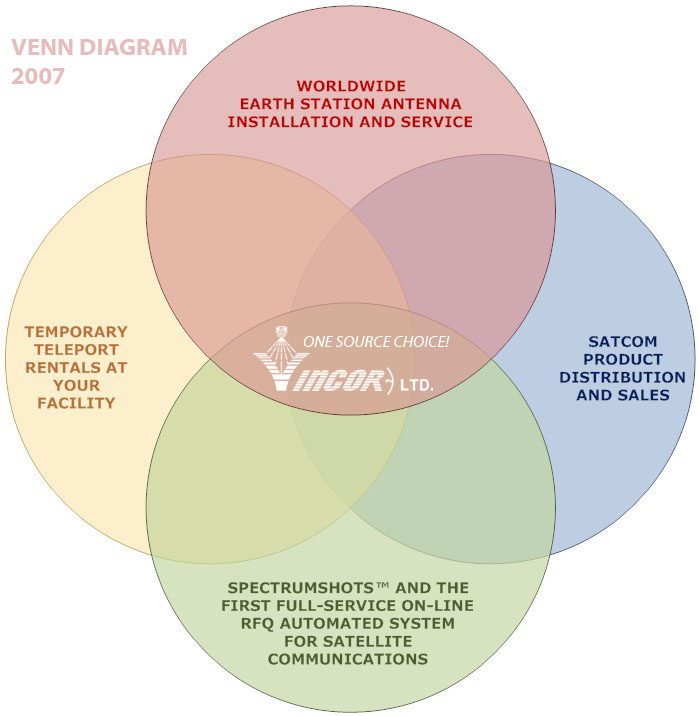 VENN DIAGRAM
2007
WORLDWIDE
EARTH STATION ANTENNA
INSTALLATION AND SERVICE
TEMPORARY
TELEPORT
RENTALS AT
YOUR
FACILITY
ONE SOURCE CHOICE!
VINCOR LTD.
SATCOM
PRODUCT
DISTRIBUTION
AND SALES
SPECTRUMSHOTS™ AND THE
FIRST FULL-SERVICE ON-LINE
RFQ AUTOMATED SYSTEM
FOR SATELLITE
COMMUNICATIONS